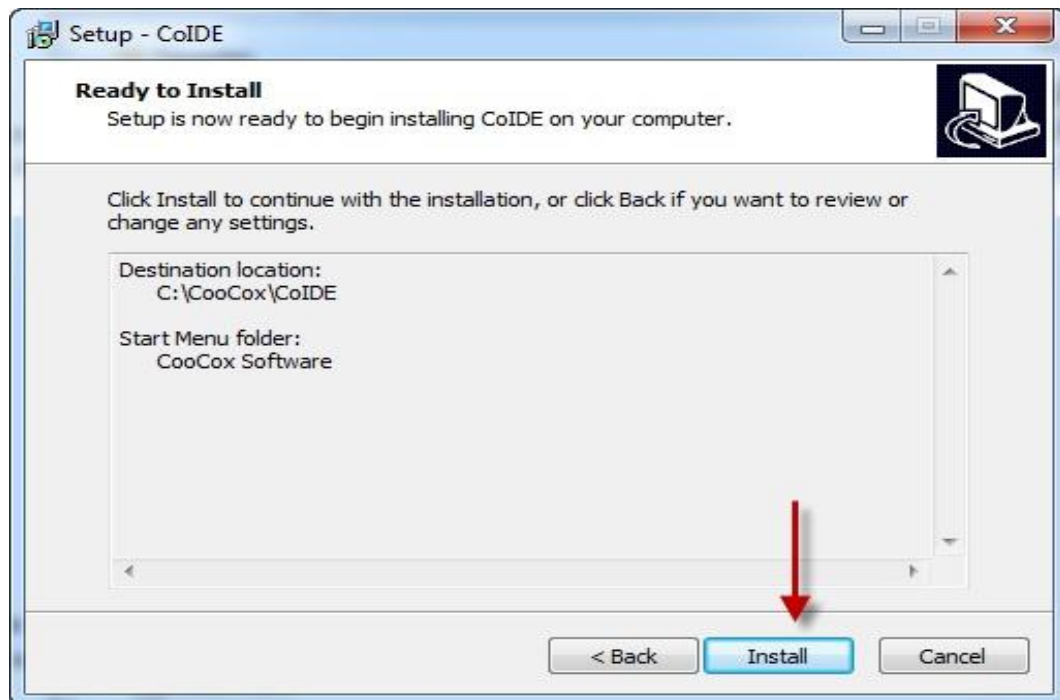 Setup - CoIDE
Ready to Install
Setup is now ready to begin installing CoIDE on your computer.
Click Install to continue with the installation, or click Back if you want to review or
change any settings.
Destination location:
C:\CooCox\CoIDE
Start Menu folder:
CooCox Software
< Back
Install
Cancel